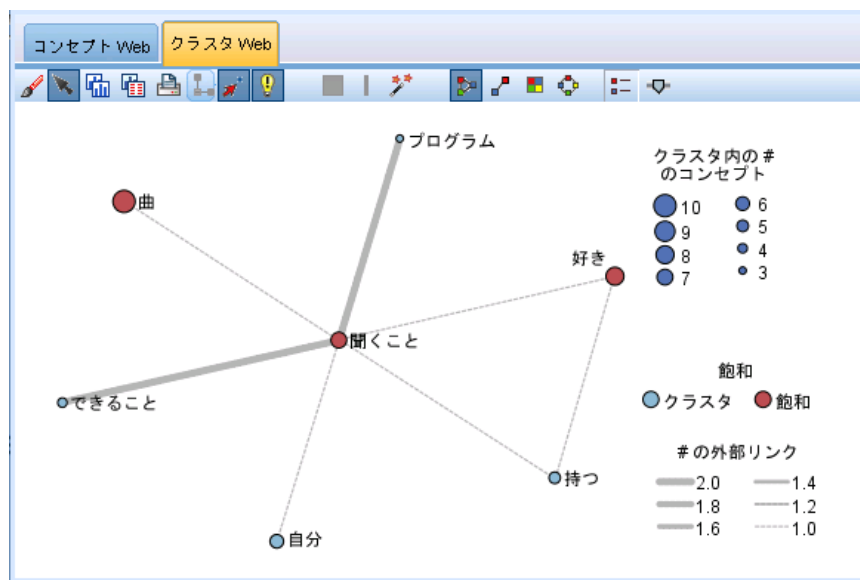 コンセプト Web
クラスタ Web
プログラム
曲
好き
聞くこと
できること
持つ
自分
クラスタ内の #
のコンセプト
10
6
9
5
8
4
7
3
飽和
クラスタ
飽和
# の外部リンク
2.0
1.4
1.8
1.2
1.6
1.0